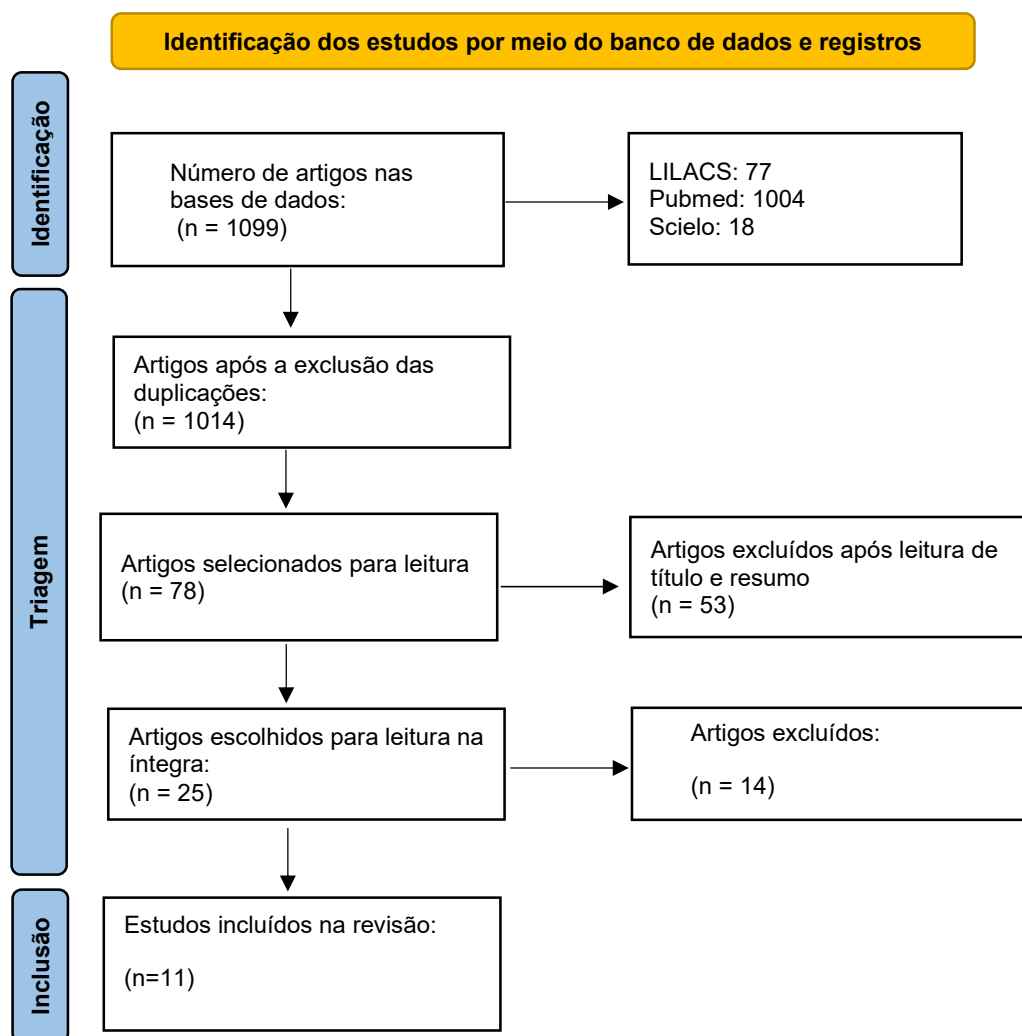 Identificação dos estudos por meio do banco de dados e registros
Identificação
Número de artigos nas
bases de dados:
(n = 1099)
LILACS: 77
Pubmed: 1004
Scielo: 18
Triagem
Artigos após a exclusão das
duplicações:
(n = 1014)
Artigos selecionados para leitura
(n = 78)
Artigos excluídos após leitura de
título e resumo
(n = 53)
Artigos escolhidos para leitura na
íntegra:
(n = 25)
Artigos excluídos:
(n = 14)
Inclusão
Estudos incluídos na revisão:
(n=11)